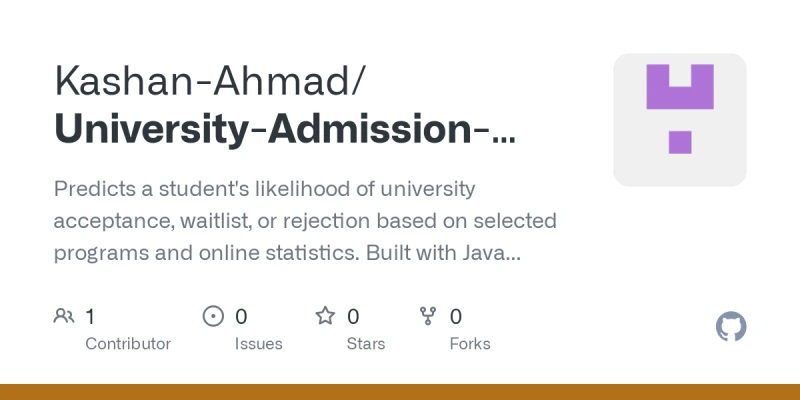 Kashan-Ahmad/
University-Admission-...
Predicts a student's likelihood of university
acceptance, waitlist, or rejection based on selected
programs and online statistics. Built with Java...
1 0 0 0
Contributor Issues Stars Forks